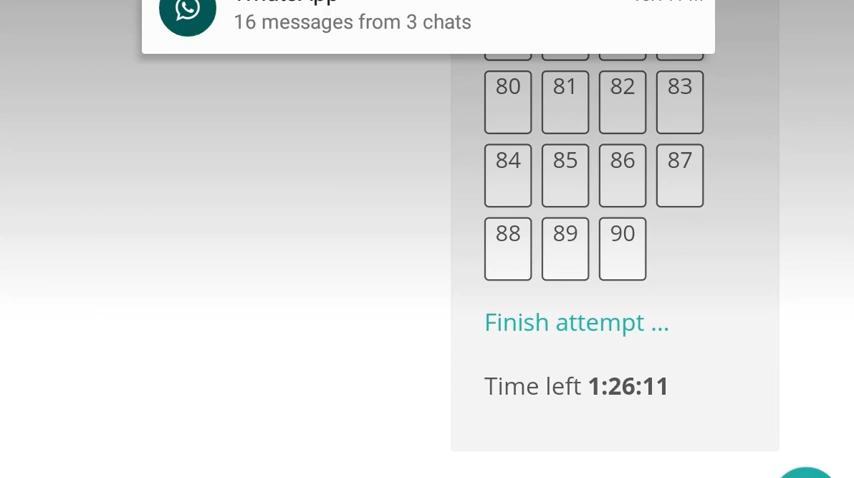 16 messages from 3 chats
80 81 82 83
84 85 86 87
88 89 90
Finish attempt ...
Time left 1:26:11